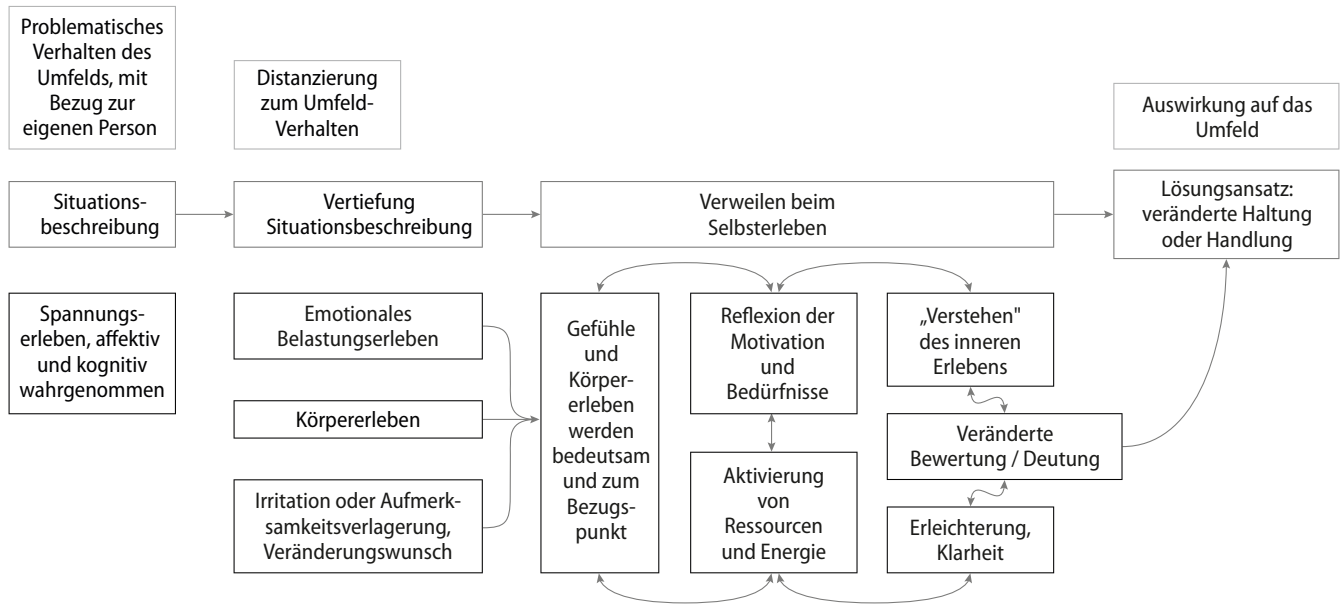 Problematisches
Verhalten des
Umfelds, mit
Bezug zur
eigenen Person
Distanzierung
zum Umfeld-
Verhalten
Auswirkung auf das
Umfeld
Situations-
beschreibung
Vertiefung
Situationsbeschreibung
Verweilen beim
Selbsterleben
Lösungsansatz:
veränderte Haltung
oder Handlung
Spannungs-
erleben, affektiv
und kognitiv
wahrgenommen
Emotionales
Belastungserleben
Körpererleben
Irritation oder Aufmerk-
samkeitsverlagerung,
Veränderungswunsch
Gefühle
und
Körper-
erleben
werden
bedeutsam
und zum
Bezugs-
punkt
Reflexion der
Motivation
und
Bedürfnisse
Aktivierung
von
Ressourcen
und Energie
„Verstehen"
des inneren
Erlebens
Veränderte
Bewertung / Deutung
Erleichterung,
Klarheit